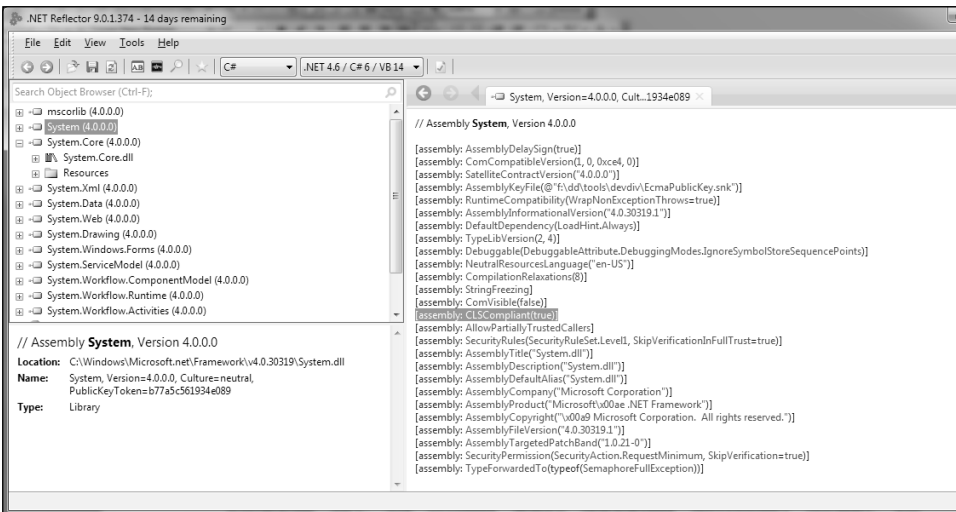 .NET Reflector 9.0.1.374 - 14 days remaining
File Edit View Tools Help
C# .NET 4.6 / C# 6 / VB 14
Search Object Browser (Ctrl-F);
mscorlib (4.0.0.0)
System (4.0.0.0)
System.Core (4.0.0.0)
System.Core.dll
Resources
System.Xml (4.0.0.0)
System.Data (4.0.0.0)
System.Web (4.0.0.0)
System.Drawing (4.0.0.0)
System.Windows.Forms (4.0.0.0)
System.ServiceModel (4.0.0.0)
System.Workflow.ComponentModel (4.0.0.0)
System.Workflow.Runtime (4.0.0.0)
System.Workflow.Activities (4.0.0.0)
// Assembly System, Version 4.0.0.0
Location: C:\Windows\Microsoft.net\Framework\v4.0.30319\System.dll
Name: System, Version=4.0.0.0, Culture=neutral,
PublicKeyToken=b77a5c561934e089
Type: Library
System, Version=4.0.0.0, Cult...1934e089
// Assembly System, Version 4.0.0.0
[assembly: AssemblyDelaySign(true)]
[assembly: ComCompatibleVersion(1, 0, 0xce4, 0)]
[assembly: SatelliteContractVersion("4.0.0.0")]
[assembly: AssemblyKeyFile(@"f:\dd\tools\devdiv\EcmaPublicKey.snk")]
[assembly: RuntimeCompatibility(WrapNonExceptionThrows=true)]
[assembly: AssemblyInformationalVersion("4.0.30319.1")]
[assembly: DefaultDependency(LoadHint.Always)]
[assembly: TypeLibVersion(2, 4)]
[assembly: Debuggable(DebuggableAttribute.DebuggingModes.IgnoreSymbolStoreSequencePoints)]
[assembly: NeutralResourcesLanguage("en-US")]
[assembly: CompilationRelaxations(8)]
[assembly: StringFreezing]
[assembly: ComVisible(false)]
[assembly: CLSCompliant(true)]
[assembly: AllowPartiallyTrustedCallers]
[assembly: SecurityRules(SecurityRuleSet.Level1, SkipVerificationInFullTrust=true)]
[assembly: AssemblyTitle("System.dll")]
[assembly: AssemblyDescription("System.dll")]
[assembly: AssemblyDefaultAlias("System.dll")]
[assembly: AssemblyCompany("Microsoft Corporation")]
[assembly: AssemblyProduct("Microsoft\x00ae .NET Framework")]
[assembly: AssemblyCopyright("\x00a9 Microsoft Corporation. All rights reserved.")]
[assembly: AssemblyFileVersion("4.0.30319.1")]
[assembly: AssemblyTargetedPatchBand("1.0.21-0")]
[assembly: SecurityPermission(SecurityAction.RequestMinimum, SkipVerification=true)]
[assembly: TypeForwardedTo(typeof(SemaphoreFullException))]